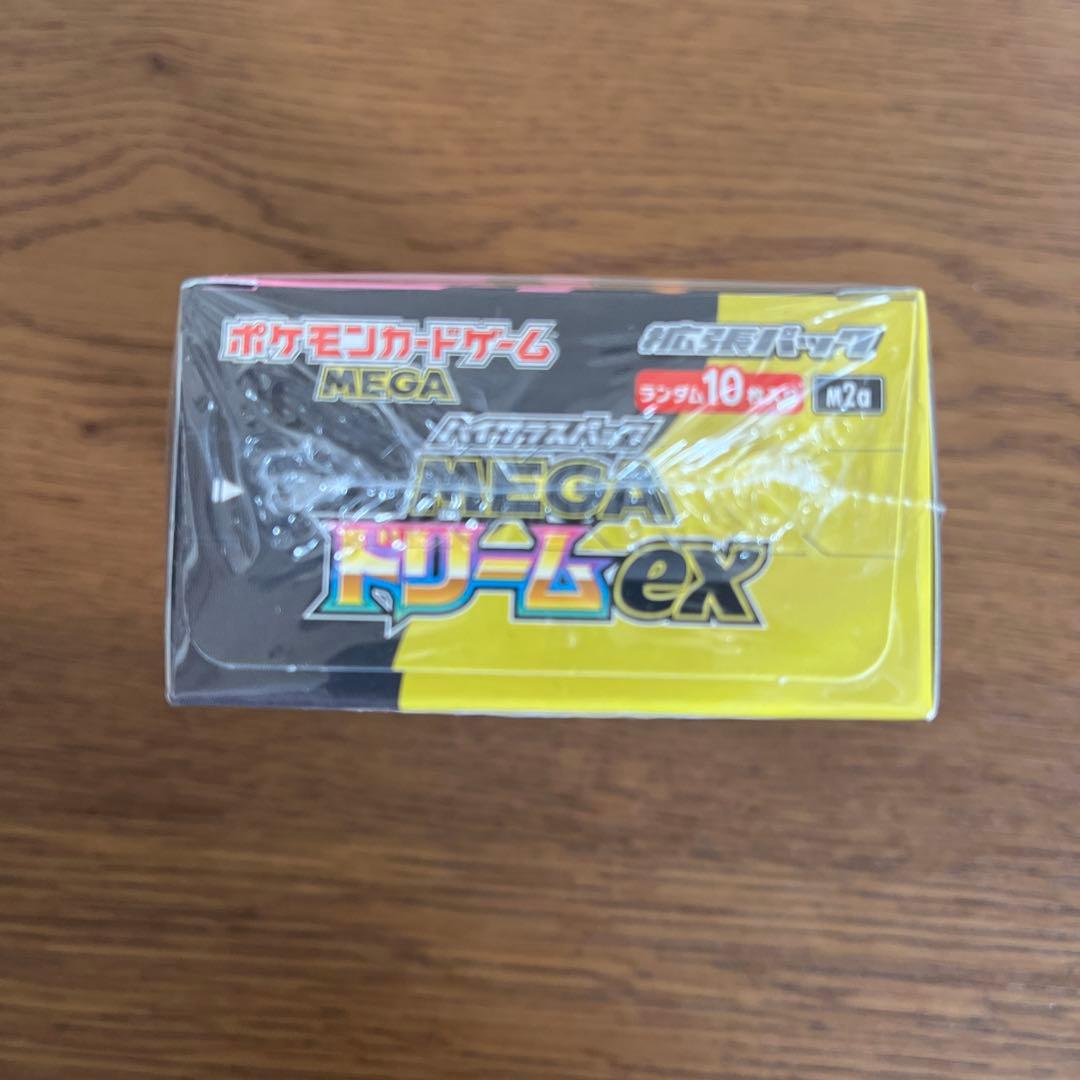 ポケモンカードゲーム
MEGA
拡張パック
ランダム10枚入り
M2a
ハイクラスパック
MEGA
ドリームex